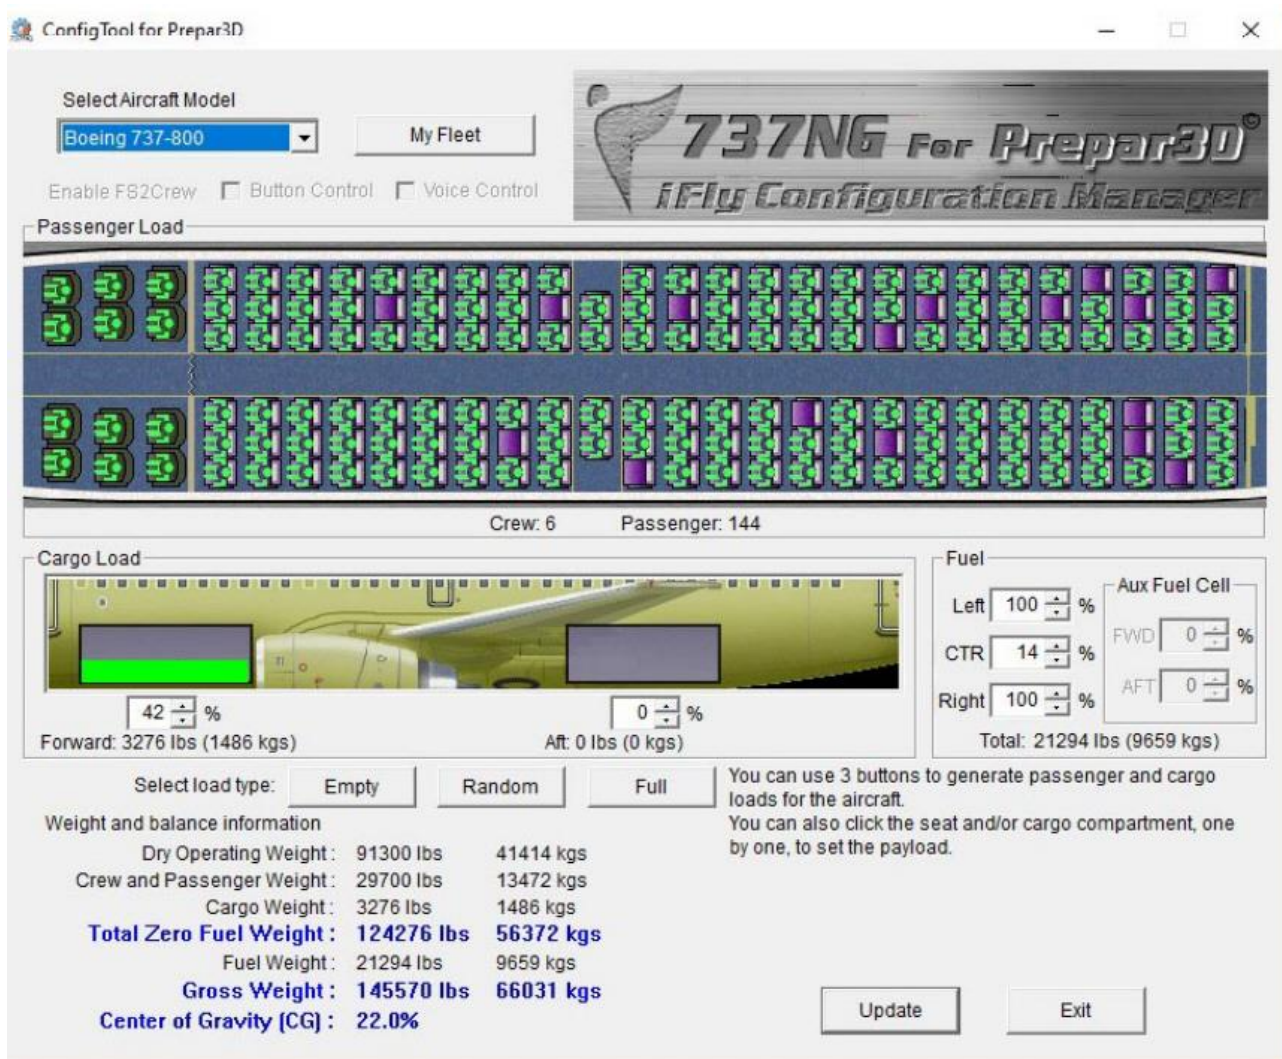 ConfigTool for Prepar3D
Select Aircraft Model
Boeing 737-800
My Fleet
Enable FS2Crew Button Control Voice Control
737NG For Prepar3D©
iFly Configuration Manager
Passenger Load
Crew: 6 Passenger: 144
Cargo Load
42 %
0 %
Forward: 3276 lbs (1486 kgs)
Aft: 0 lbs (0 kgs)
Fuel
Left 100 %
CTR 14 %
Right 100 %
Aux Fuel Cell
FWD 0 %
AFT 0 %
Total: 21294 lbs (9659 kgs)
Select load type: Empty Random Full
You can use 3 buttons to generate passenger and cargo
loads for the aircraft.
You can also click the seat and/or cargo compartment, one
by one, to set the payload.
Weight and balance information
Dry Operating Weight : 91300 lbs 41414 kgs
Crew and Passenger Weight : 29700 lbs 13472 kgs
Cargo Weight : 3276 lbs 1486 kgs
Total Zero Fuel Weight : 124276 lbs 56372 kgs
Fuel Weight : 21294 lbs 9659 kgs
Gross Weight : 145570 lbs 66031 kgs
Center of Gravity (CG) : 22.0%
Update
Exit